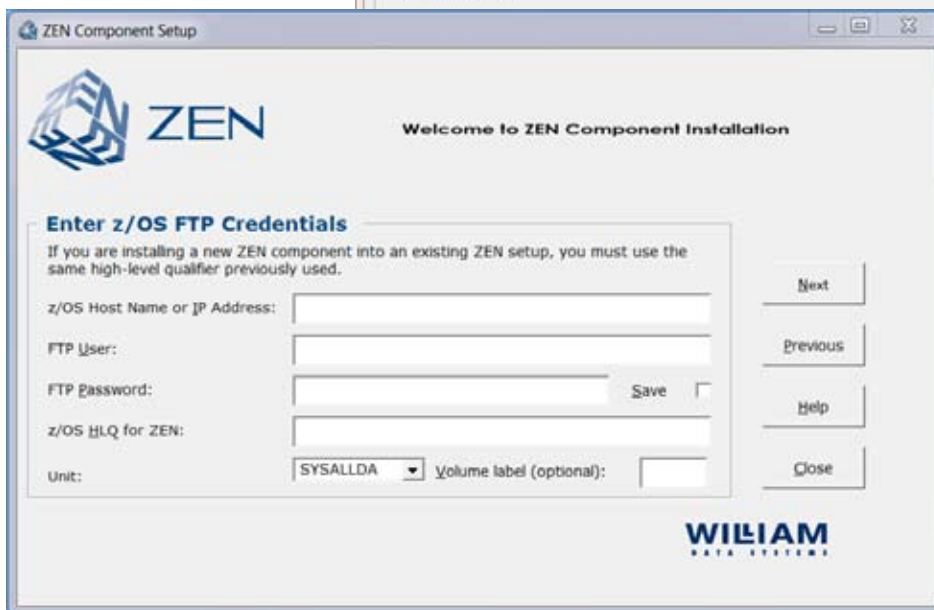 ZEN Component Setup
ZEN
Welcome to ZEN Component Installation
Enter z/OS FTP Credentials
If you are installing a new ZEN component into an existing ZEN setup, you must use the
same high-level qualifier previously used.
z/OS Host Name or IP Address:
FTP User:
FTP Password:
Save
z/OS HLQ for ZEN:
Unit:
SYSALLDA
Volume label (optional):
Next
Previous
Help
Close
WILLIAM
DATA SYSTEMS